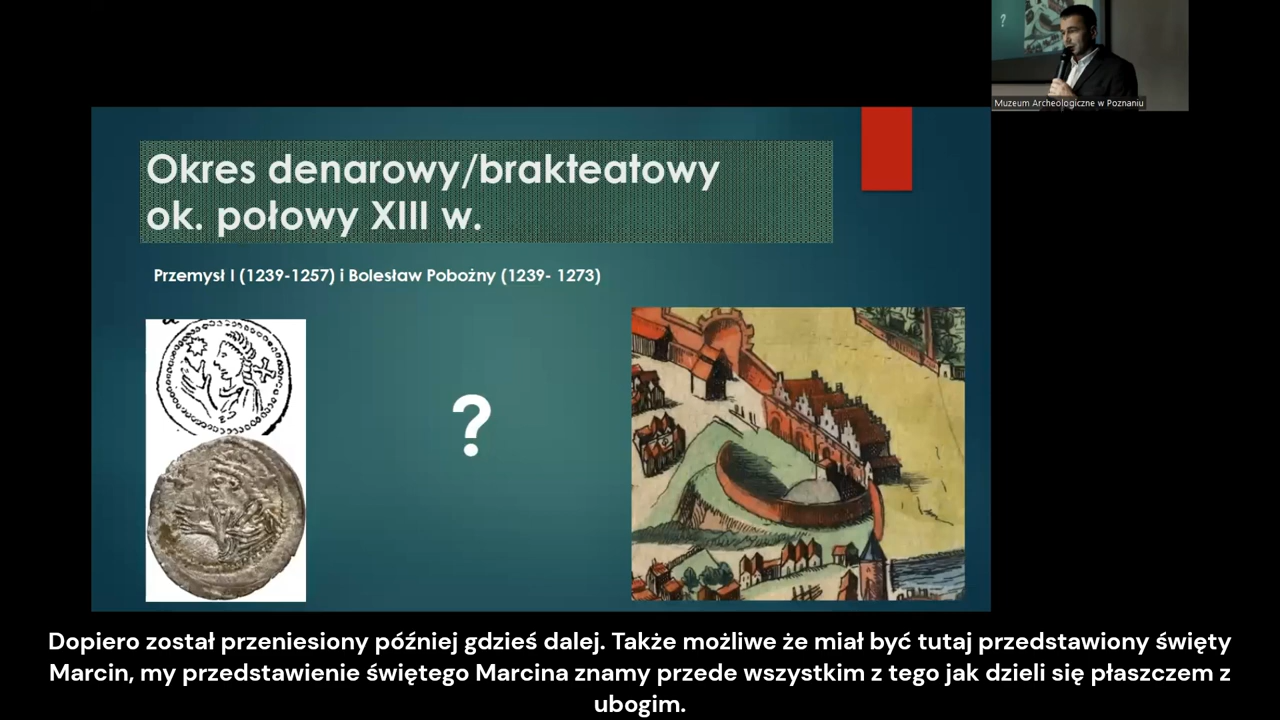 Muzeum Archeologiczne w Poznaniu
Okres denarowy/brakteatowy
ok. połowy XIII w.
Przemysł I (1239-1257) i Bolesław Pobożny (1239- 1273)
?
Dopiero został przeniesiony później gdzieś dalej. Także możliwe że miał być tutaj przedstawiony święty
Marcin, my przedstawienie świętego Marcina znamy przede wszystkim z tego jak dzieli się płaszczem z
ubogim.